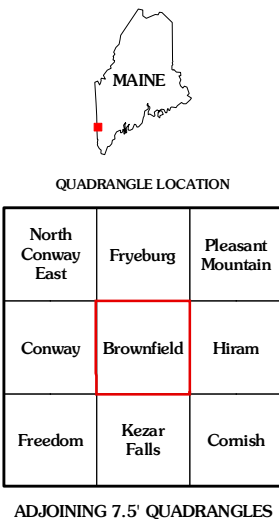 MAINE
QUADRANGLE LOCATION
North
Conway
East
Fryeburg
Pleasant
Mountain
Conway
Brownfield
Hiram
Freedom
Kezar
Falls
Cornish
ADJOINING 7.5' QUADRANGLES